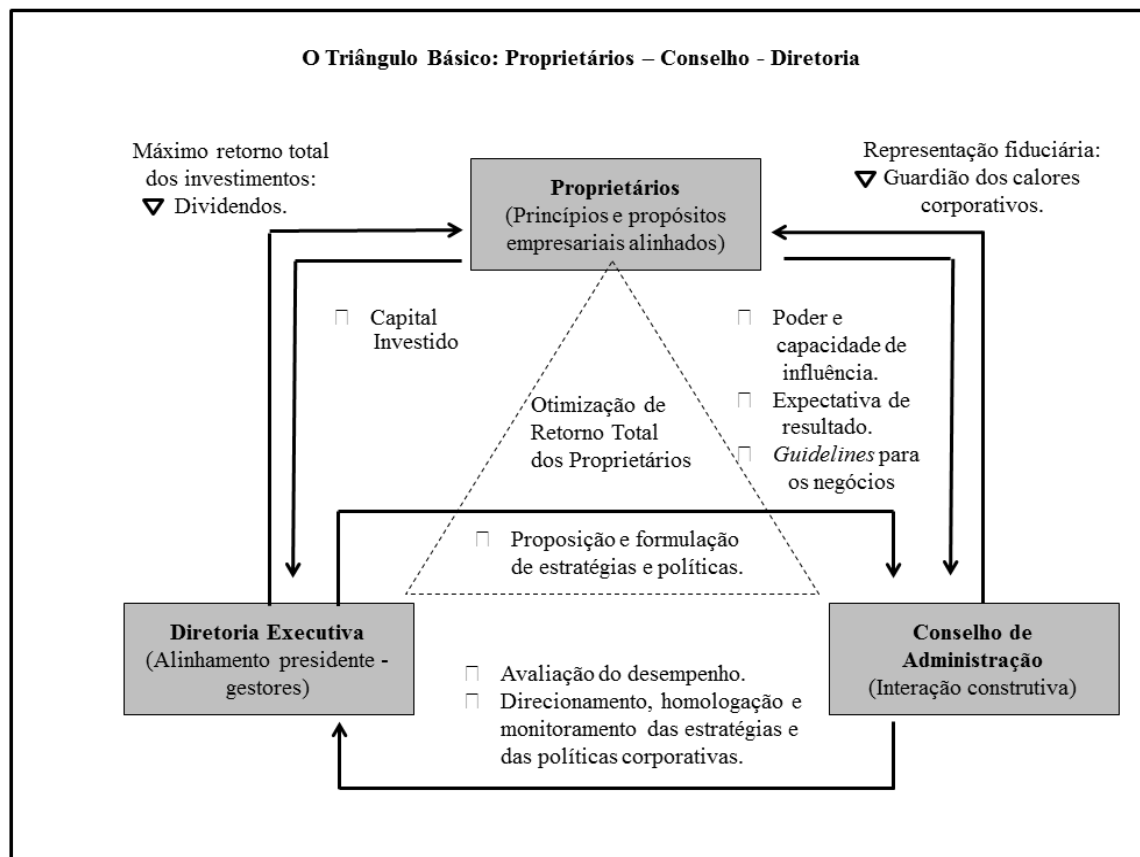 O Triângulo Básico: Proprietários – Conselho - Diretoria
Máximo retorno total
dos investimentos:
Dividendos.
Proprietários
(Princípios e propósitos
empresariais alinhados)
Representação fiduciária:
Guardião dos calores
corporativos.
Capital
Investido
Poder e
capacidade de
influência.
Expectativa de
resultado.
Guidelines para
os negócios
Otimização de
Retorno Total
dos Proprietários
Proposição e formulação
de estratégias e políticas.
Diretoria Executiva
(Alinhamento presidente -
gestores)
Avaliação do desempenho.
Direcionamento, homologação e
monitoramento das estratégias e
das políticas corporativas.
Conselho de
Administração
(Interação construtiva)